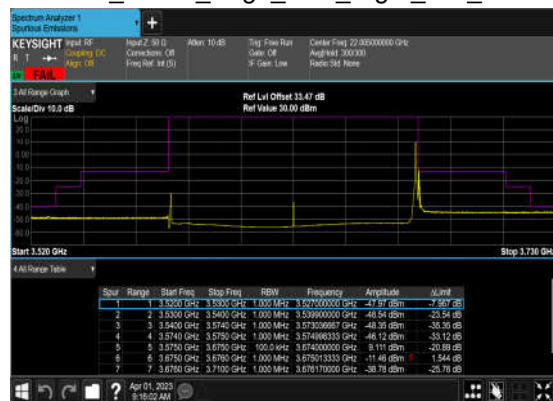 Spectrum Analyzer 1
Spurious Emissions
+
KEYSIGHT Input: RF
R T Coupling: DC
Align: Off
Input Z: 50 Ω
Corrections: Off
Freq Ref: Int (S)
Atten: 10 dB
Trig: Free Run
Gate: Off
IF Gain: Low
Center Freq: 22.005000000 GHz
Avg|Hold: 300/300
Radio Std: None
FAIL
3 All Range Graph
Scale/Div 10.0 dB
Ref Lvl Offset 33.47 dB
Ref Value 30.00 dBm
Log
20.0
10.0
0.00
Start 3.520 GHz
Stop 3.730 GHz
4 All Range Table
Spur Range Start Freq Stop Freq RBW Frequency Amplitude ΔLimit
1 1 3.5200 GHz 3.5300 GHz 1.000 MHz 3.527000000 GHz -47.97 dBm -7.967 dB
2 2 3.5300 GHz 3.5400 GHz 1.000 MHz 3.539900000 GHz -48.54 dBm -23.54 dB
3 3 3.5400 GHz 3.5740 GHz 1.000 MHz 3.573036667 GHz -48.35 dBm -35.35 dB
4 4 3.5740 GHz 3.5750 GHz 1.000 MHz 3.574998333 GHz -46.12 dBm -33.12 dB
5 5 3.5750 GHz 3.6750 GHz 100.0 kHz 3.674000000 GHz 9.111 dBm -20.89 dB
6 6 3.6750 GHz 3.6760 GHz 1.000 MHz 3.675013333 GHz -11.46 dBm F 1.544 dB
7 7 3.6760 GHz 3.7100 GHz 1.000 MHz 3.676170000 GHz -38.78 dBm -25.78 dB
?
Apr 01, 2023
9:16:02 AM